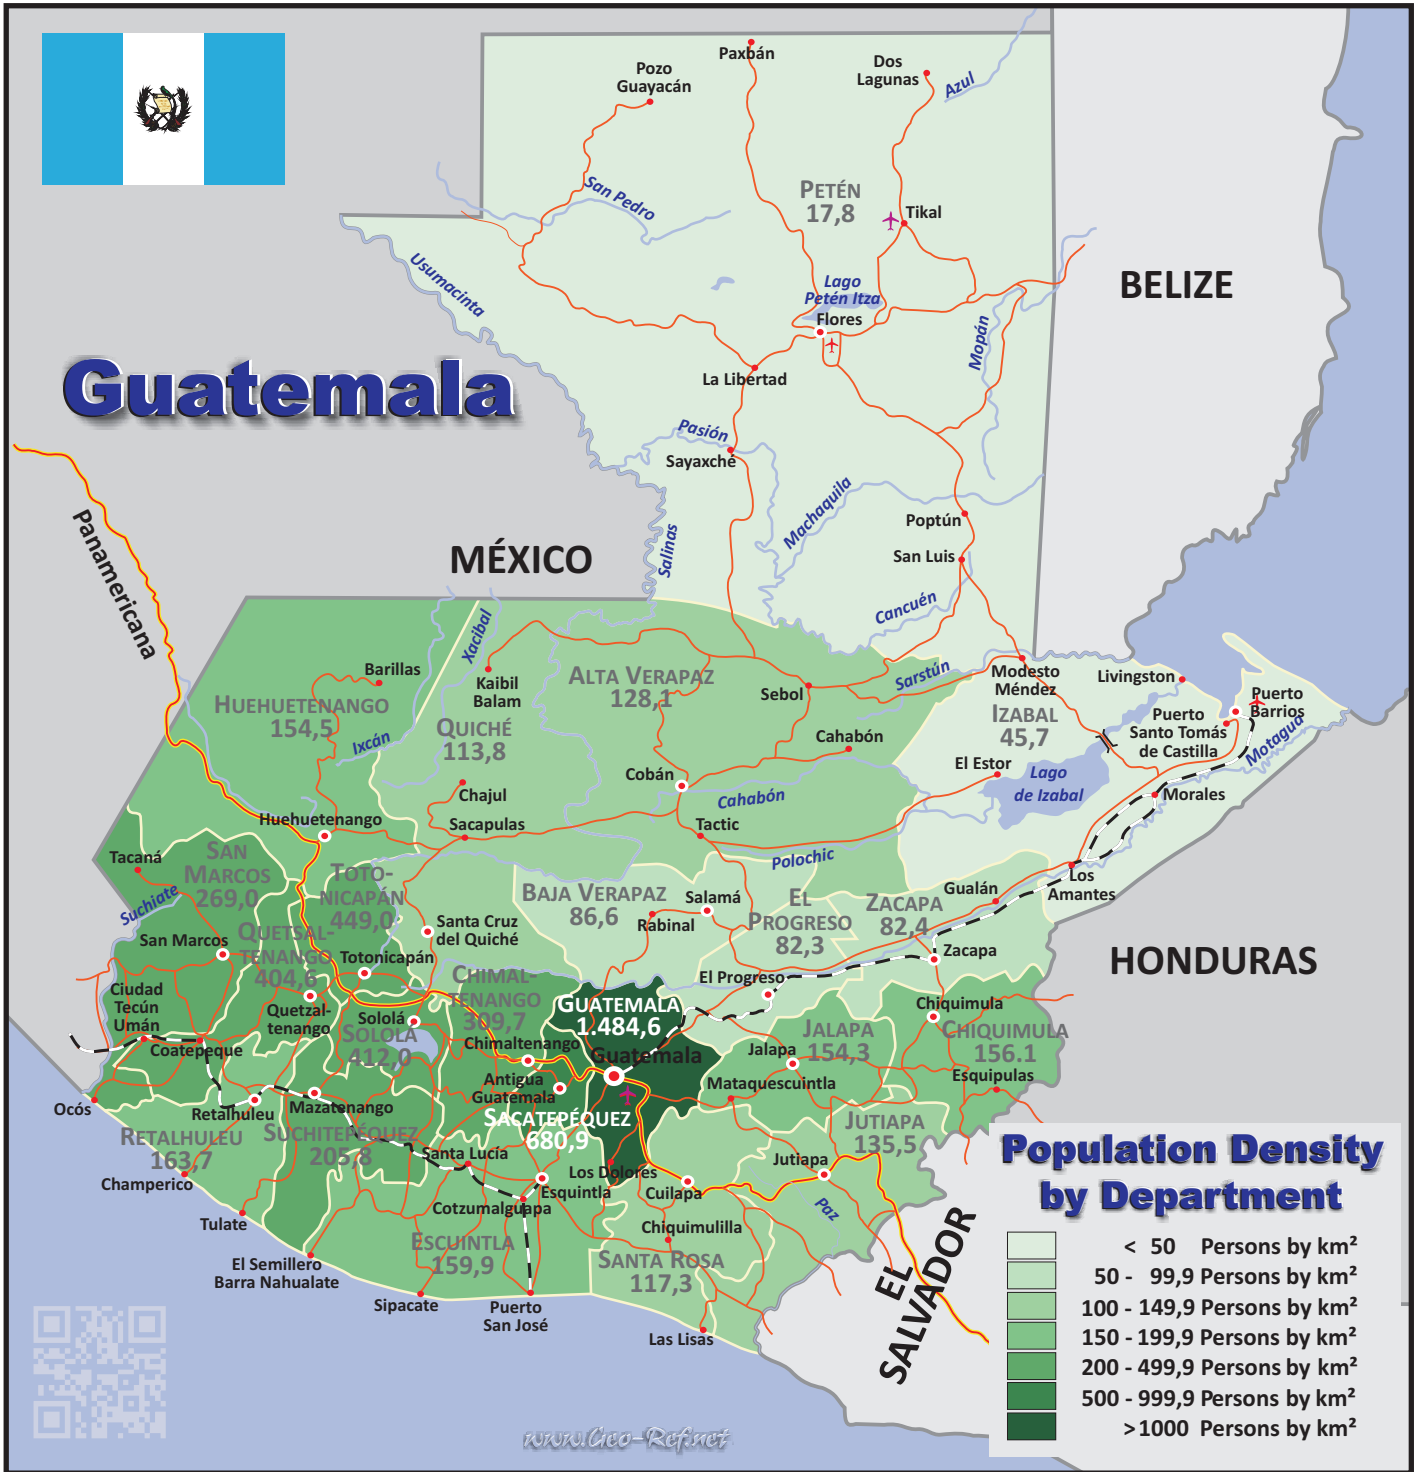 Paxbán
Pozo
Guayacán
Dos
Lagunas
Azul
San Pedro
PETÉN
17,8
Tikal
Usumacinta
Lago
Petén Itza
Flores
BELIZE
Mopán
Guatemala
La Libertad
Pasión
Sayaxché
Machaquila
Panamericana
MÉXICO
Salinas
Poptún
San Luis
Cancuén
Xacibal
Barillas
Kaibil
Balam
ALTA VERAPAZ
128,1
Sebol
Sarstún
Modesto
Méndez
Livingston
Puerto
Barrios
HUEHUETENANGO
154,5
Ixcán
QUICHÉ
113,8
Cahabón
IZABAL
45,7
Puerto
Santo Tomás
de Castilla
Motagua
El Estor
Lago
de Izabal
Cobán
Cahabón
Chajul
Morales
Huehuetenango
Sacapulas
Tactic
Polochic
Tacaná
SAN
MARCOS
269,0
TOTO-
NICAPÁN
449,0
Suchiate
BAJA VERAPAZ
86,6
Salamá
Rabinal
EL
PROGRESO
82,3
ZACAPA
82,4
Gualán
Los
Amantes
Santa Cruz
del Quiché
San Marcos
QUETSAL-
TENANGO
404,6
Totonicapán
Zacapa
HONDURAS
CHIMAL-
TENANGO
309,7
El Progreso
Ciudad
Tecún
Umán
Quetzal-
tenango
Sololá
SOLOLÁ
412,0
GUATEMALA
1.484,6
Guatemala
Chiquimula
CHIQUIMULA
156.1
JALAPA
154,3
Jalapa
Coatepeque
Chimaltenango
Antigua
Guatemala
Mataquescuintla
Esquipulas
Ocós
Retalhuleu
Mazatenango
SACATEPÉQUEZ
680,9
JUTIAPA
135,5
RETALHULEU
163,7
SUCHITEPÉQUEZ
205,8
Santa Lucía
Cotzumalguapa
Los Dolores
Jutiapa
Champerico
Esquintla
Cuilapa
Paz
Tulate
Chiquimulilla
ESCUINTLA
159,9
SANTA ROSA
117,3
El Semillero
Barra Nahualate
Sipacate
Puerto
San José
Las Lisas
EL
SALVADOR
Population Density
by Department
< 50 Persons by km²
50 - 99,9 Persons by km²
100 - 149,9 Persons by km²
150 - 199,9 Persons by km²
200 - 499,9 Persons by km²
500 - 999,9 Persons by km²
>1000 Persons by km²
www.Geo-Ref.net